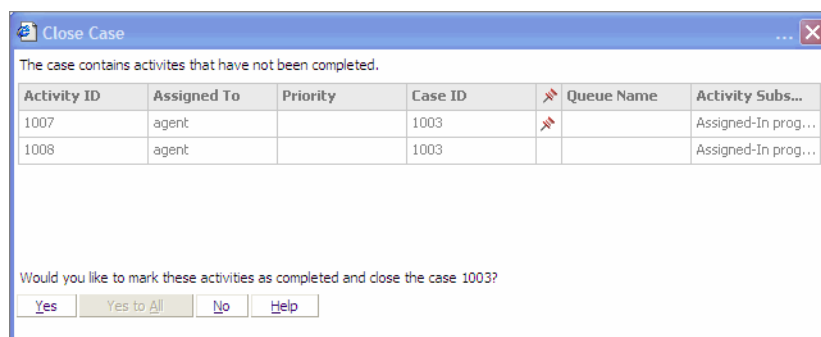 Close Case ...
The case contains activites that have not been completed.
Activity ID Assigned To Priority Case ID Queue Name Activity Subs...
1007 agent 1003 Assigned-In prog...
1008 agent 1003 Assigned-In prog...
Would you like to mark these activities as completed and close the case 1003?
Yes Yes to All No Help